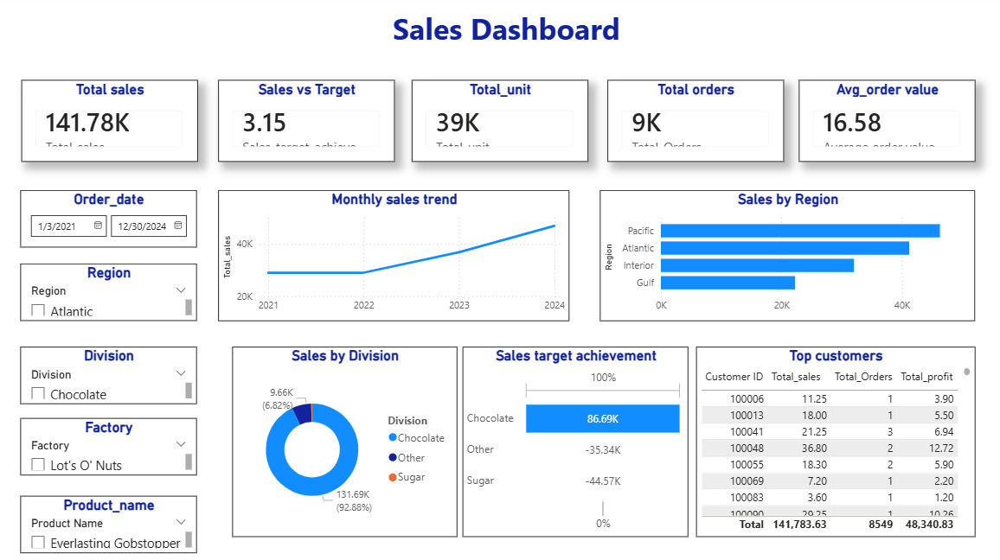 Sales Dashboard
Total sales
141.78K
Total_sales
Sales vs Target
3.15
Sales_target_achieve
Total_unit
39K
Total_unit
Total orders
9K
Total_Orders
Avg_order value
16.58
Average order value
Order_date
1/3/2021
12/30/2024
Region
Region
Atlantic
Division
Division
Chocolate
Factory
Factory
Lot's O' Nuts
Product_name
Product Name
Everlasting Gobstopper
Monthly sales trend
Total_sales
40K
20K
2021 2022 2023 2024
Sales by Region
Region
Pacific
Atlantic
Interior
Gulf
0K 20K 40K
Sales by Division
9.66K
(6.82%)
131.69K
(92.88%)
Division
Chocolate
Other
Sugar
Sales target achievement
100%
Chocolate 86.69K
Other -35.34K
Sugar -44.57K
0%
Top customers
Customer ID Total_sales Total_Orders Total_profit
100006 11.25 1 3.90
100013 18.00 1 5.50
100041 21.25 3 6.94
100048 36.80 2 12.72
100055 18.30 2 5.90
100069 7.20 1 2.20
100083 3.60 1 1.20
100090 29.25 1 10.26
Total 141,783.63 8549 48,340.83